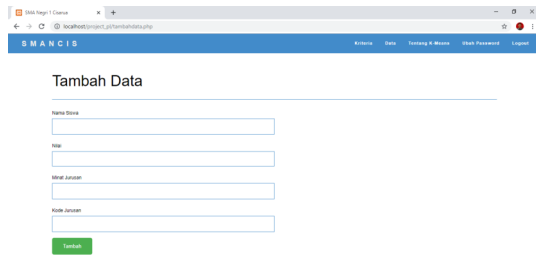 SMA Negri 1 Cisarua
localhost/project_pl/tambahdata.php
SMANCIS
Kriteria Data Tentang K-Means Ubah Password Logout
Tambah Data
Nama Siswa
Nilai
Minat Jurusan
Kode Jurusan
Tambah